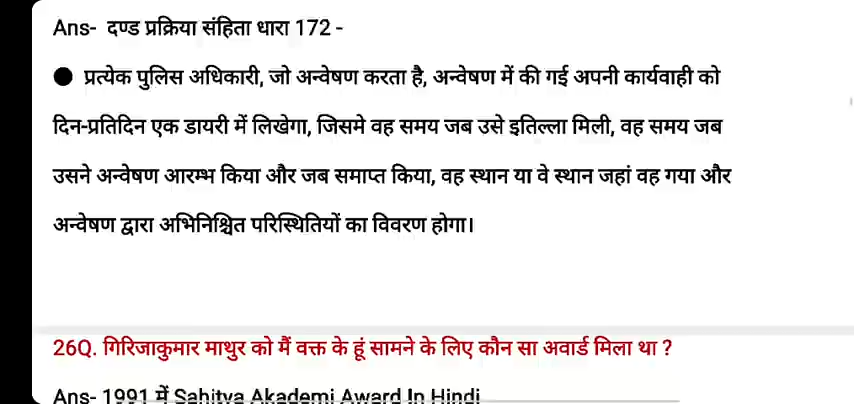 Ans- दण्ड प्रक्रिया संहिता धारा 172 -
● प्रत्येक पुलिस अधिकारी, जो अन्वेषण करता है, अन्वेषण में की गई अपनी कार्यवाही को
दिन-प्रतिदिन एक डायरी में लिखेगा, जिसमे वह समय जब उसे इतिल्ला मिली, वह समय जब
उसने अन्वेषण आरम्भ किया और जब समाप्त किया, वह स्थान या वे स्थान जहां वह गया और
अन्वेषण द्वारा अभिनिश्चित परिस्थितियों का विवरण होगा।
26Q. गिरिजाकुमार माथुर को मैं वक्त के हूं सामने के लिए कौन सा अवार्ड मिला था ?
Ans- 1991 में Sahitya Akademi Award In Hindi